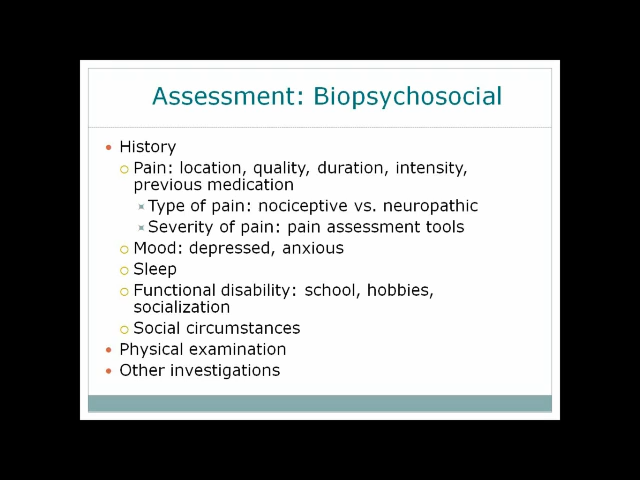 Assessment: Biopsychosocial
History
Pain: location, quality, duration, intensity,
previous medication
Type of pain: nociceptive vs. neuropathic
Severity of pain: pain assessment tools
Mood: depressed, anxious
Sleep
Functional disability: school, hobbies,
socialization
Social circumstances
Physical examination
Other investigations